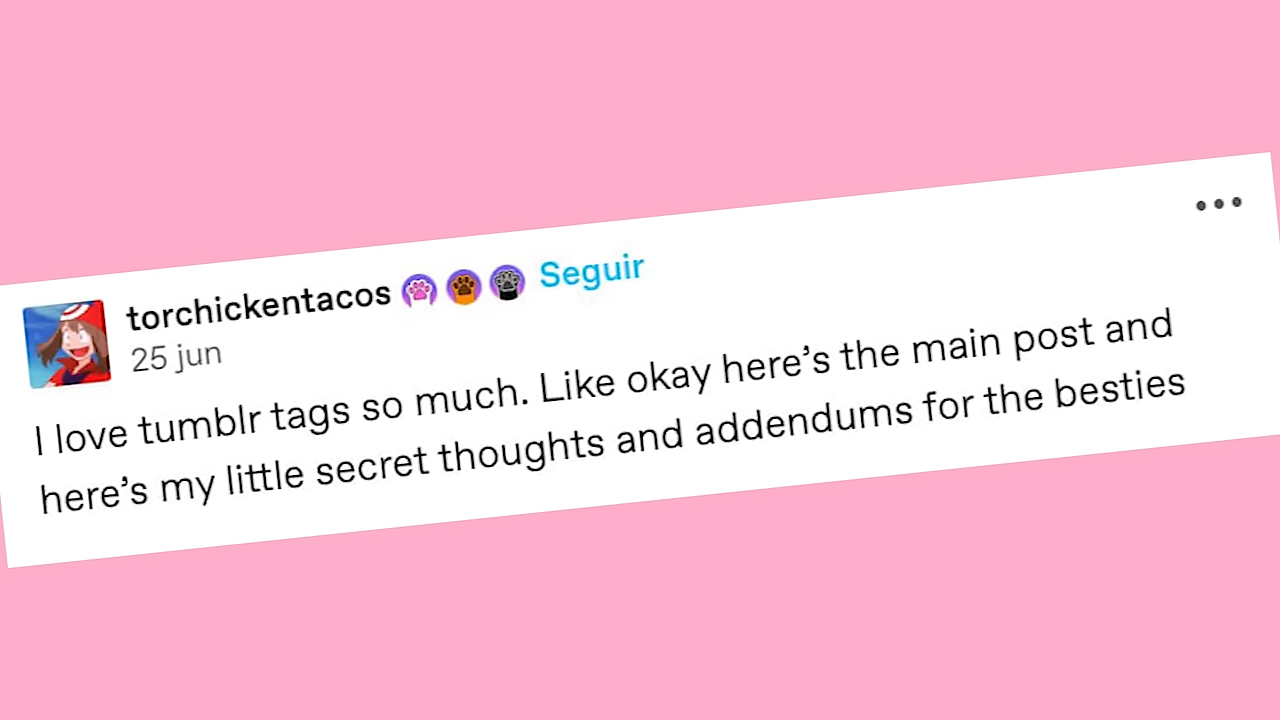 torchickentacos Seguir
25 jun
I love tumblr tags so much. Like okay here’s the main post and
here’s my little secret thoughts and addendums for the besties